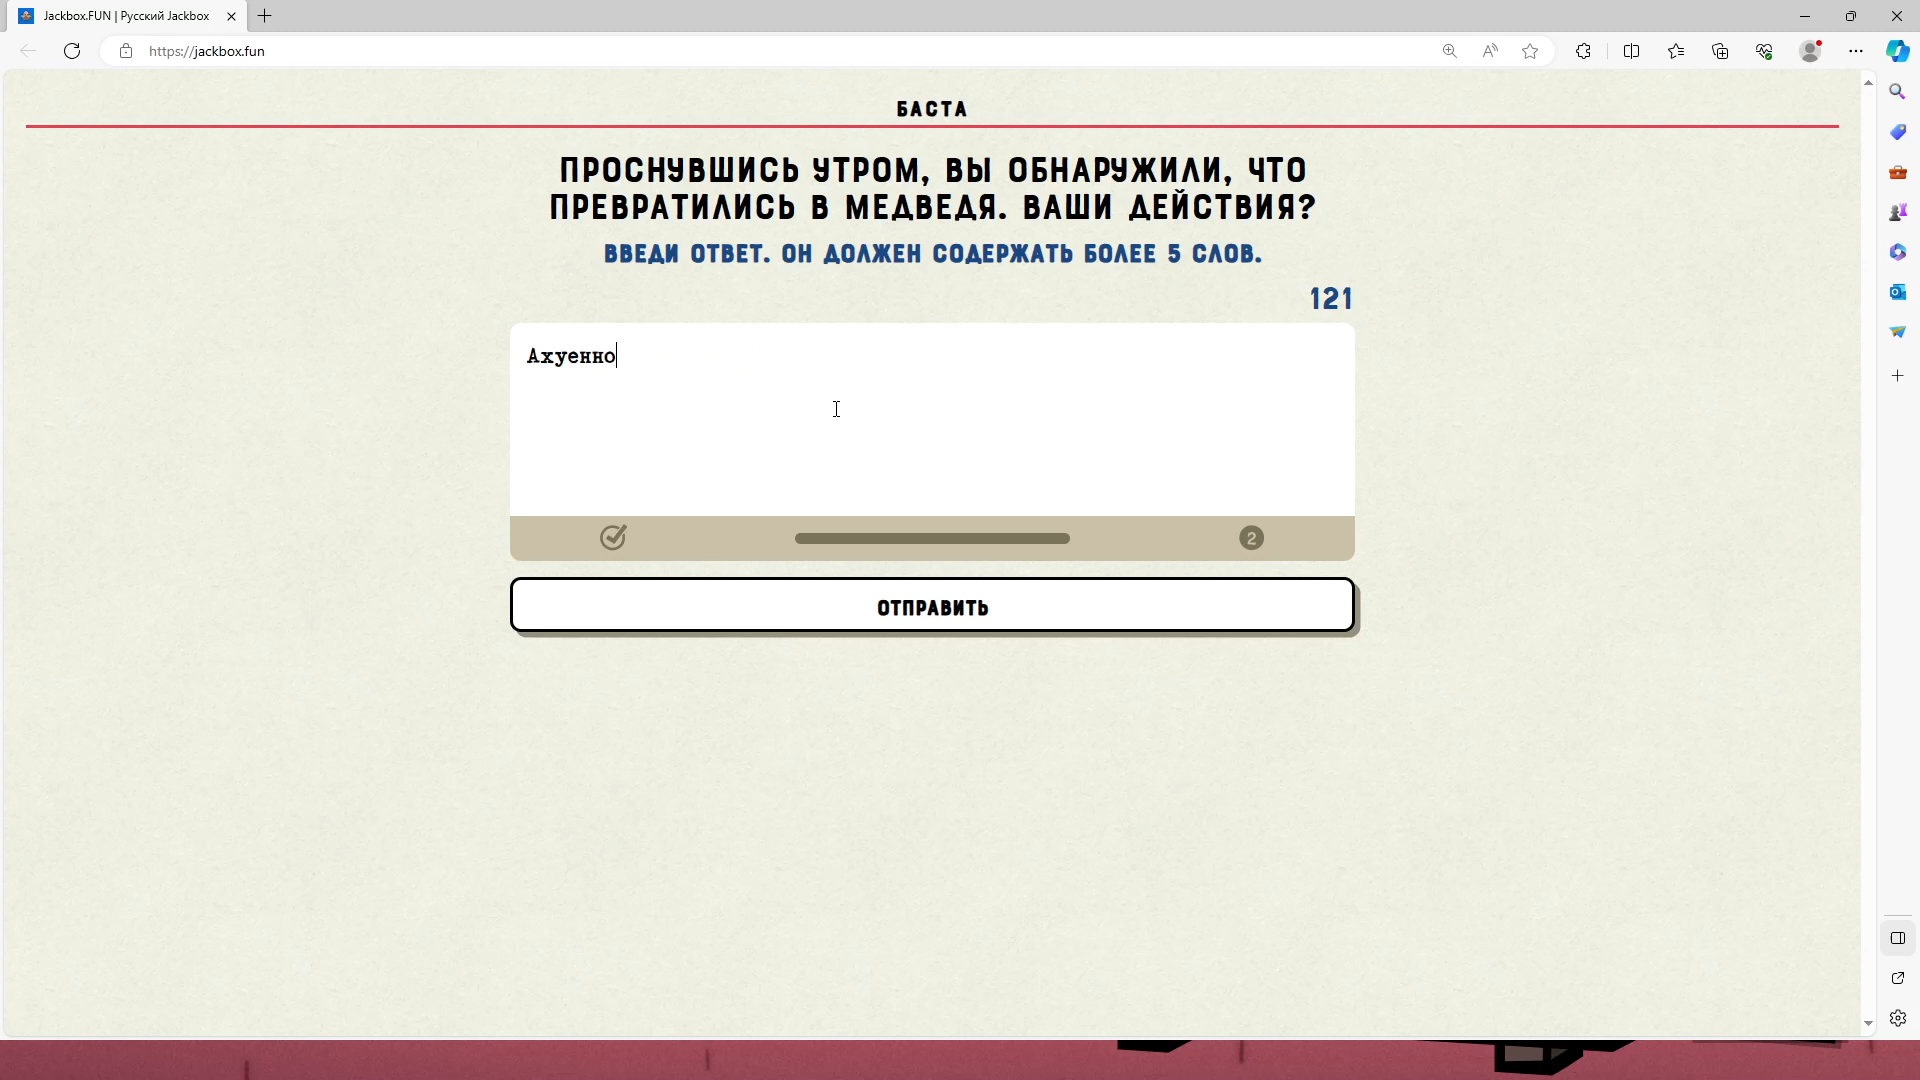 Jackbox.FUN | Русский Jackbox
https://jackbox.fun
БАСТА
ПРОСНУВШИСЬ УТРОМ, ВЫ ОБНАРУЖИЛИ, ЧТО
ПРЕВРАТИЛИСЬ В МЕДВЕДЯ. ВАШИ ДЕЙСТВИЯ?
ВВЕДИ ОТВЕТ. ОН ДОЛЖЕН СОДЕРЖАТЬ БОЛЕЕ 5 СЛОВ.
121
Ахуенно
2
ОТПРАВИТЬ